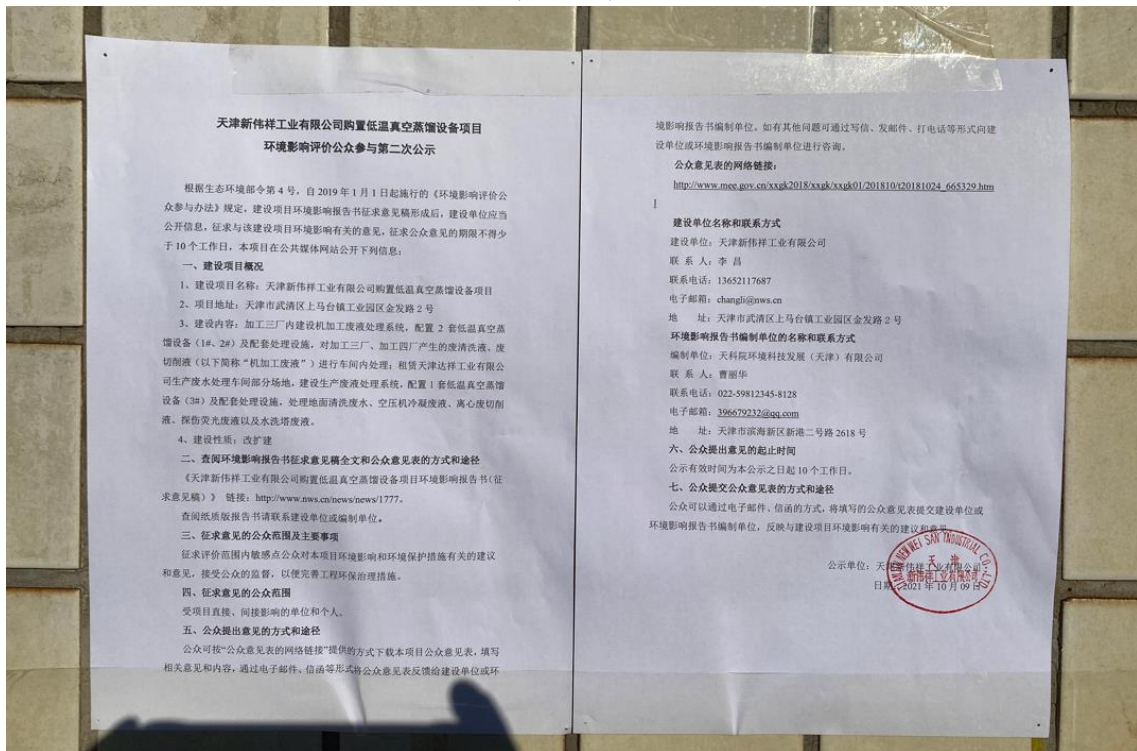 天津新伟祥工业有限公司购置低温真空蒸馏设备项目
环境影响评价公众参与第二次公示
根据生态环境部令第 4 号，自 2019 年 1 月 1 日起施行的《环境影响评价公
众参与办法》规定，建设项目环境影响报告书征求意见稿形成后，建设单位应当
公开信息，征求与该建设项目环境影响有关的意见，征求公众意见的期限不得少
于 10 个工作日，本项目在公共媒体网站公开下列信息：
一、建设项目概况
1、建设项目名称：天津新伟祥工业有限公司购置低温真空蒸馏设备项目
2、项目地址：天津市武清区上马台镇工业园区金发路 2 号
3、建设内容：加工三厂内建设机加工废液处理系统，配置 2 套低温真空蒸
馏设备（1#、2#）及配套处理设施，对加工三厂、加工四厂产生的废清洗液、废
切削液（以下简称“机加工废液”）进行车间内处理；租赁天津达祥工业有限公
司生产废水处理车间部分场地，建设生产废液处理系统，配置 1 套低温真空蒸馏
设备（3#）及配套处理设施，处理地面清洗废水、空压机冷凝废液、离心废切削
液、探伤荧光废液以及水洗塔废液。
4、建设性质：改扩建
二、查阅环境影响报告书征求意见稿全文和公众意见表的方式和途径
《天津新伟祥工业有限公司购置低温真空蒸馏设备项目环境影响报告书（征
求意见稿）》 链接：http://www.nws.cn/news/news/1777。
查阅纸质版报告书请联系建设单位或编制单位。
三、征求意见的公众范围及主要事项
征求评价范围内敏感点公众对本项目环境影响和环境保护措施有关的建议
和意见，接受公众的监督，以便完善工程环保治理措施。
四、征求意见的公众范围
受项目直接、间接影响的单位和个人。
五、公众提出意见的方式和途径
公众可按“公众意见表的网络链接”提供的方式下载本项目公众意见表，填写
相关意见和内容，通过电子邮件、信函等形式将公众意见表反馈给建设单位或环
境影响报告书编制单位。如有其他问题可通过写信、发邮件、打电话等形式向建
设单位或环境影响报告书编制单位进行咨询。
公众意见表的网络链接：
http://www.mee.gov.cn/xxgk2018/xxgk/xxgk01/201810/t20181024_665329.htm
l
建设单位名称和联系方式
建设单位：天津新伟祥工业有限公司
联 系 人：李 昌
联系电话：13652117687
电子邮箱：changli@nws.cn
地 址：天津市武清区上马台镇工业园区金发路 2 号
环境影响报告书编制单位的名称和联系方式
编制单位：天科院环境科技发展（天津）有限公司
联 系 人：曹丽华
联系电话：022-59812345-8128
电子邮箱：396679232@qq.com
地 址：天津市滨海新区新港二号路 2618 号
六、公众提出意见的起止时间
公示有效时间为本公示之日起 10 个工作日。
七、公众提交公众意见表的方式和途径
公众可以通过电子邮件、信函的方式，将填写的公众意见表提交建设单位或
环境影响报告书编制单位，反映与建设项目环境影响有关的建议和意见。
公示单位：天津新伟祥工业有限公司
日期：2021 年 10 月 09 日
TIANJIN NEW WEI SAN INDUSTRIAL CO.,LTD.
天 津
新伟祥工业有限公司